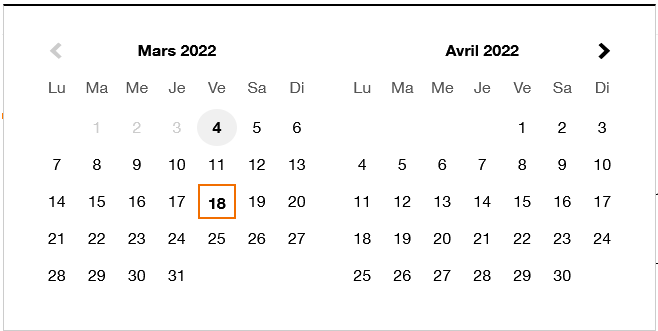 Mars 2022
Lu Ma Me Je Ve Sa Di
1 2 3 4 5 6
7 8 9 10 11 12 13
14 15 16 17 18 19 20
21 22 23 24 25 26 27
28 29 30 31
Avril 2022
Lu Ma Me Je Ve Sa Di
1 2 3
4 5 6 7 8 9 10
11 12 13 14 15 16 17
18 19 20 21 22 23 24
25 26 27 28 29 30